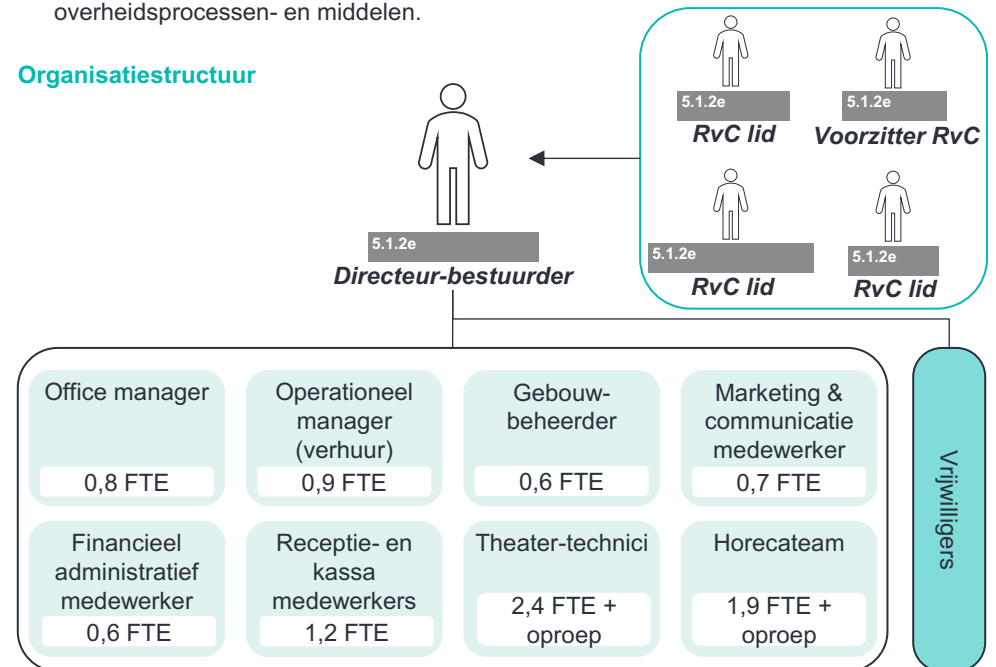 overheidsprocessen- en middelen.
Organisatiestructuur
5.1.2e
RvC lid
5.1.2e
Voorzitter RvC
5.1.2e
RvC lid
5.1.2e
RvC lid
5.1.2e
Directeur-bestuurder
Office manager
0,8 FTE
Operationeel
manager
(verhuur)
0,9 FTE
Gebouw-
beheerder
0,6 FTE
Marketing &
communicatie
medewerker
0,7 FTE
Financieel
administratief
medewerker
0,6 FTE
Receptie- en
kassa
medewerkers
1,2 FTE
Theater-technici
2,4 FTE +
oproep
Horecateam
1,9 FTE +
oproep
Vrijwilligers